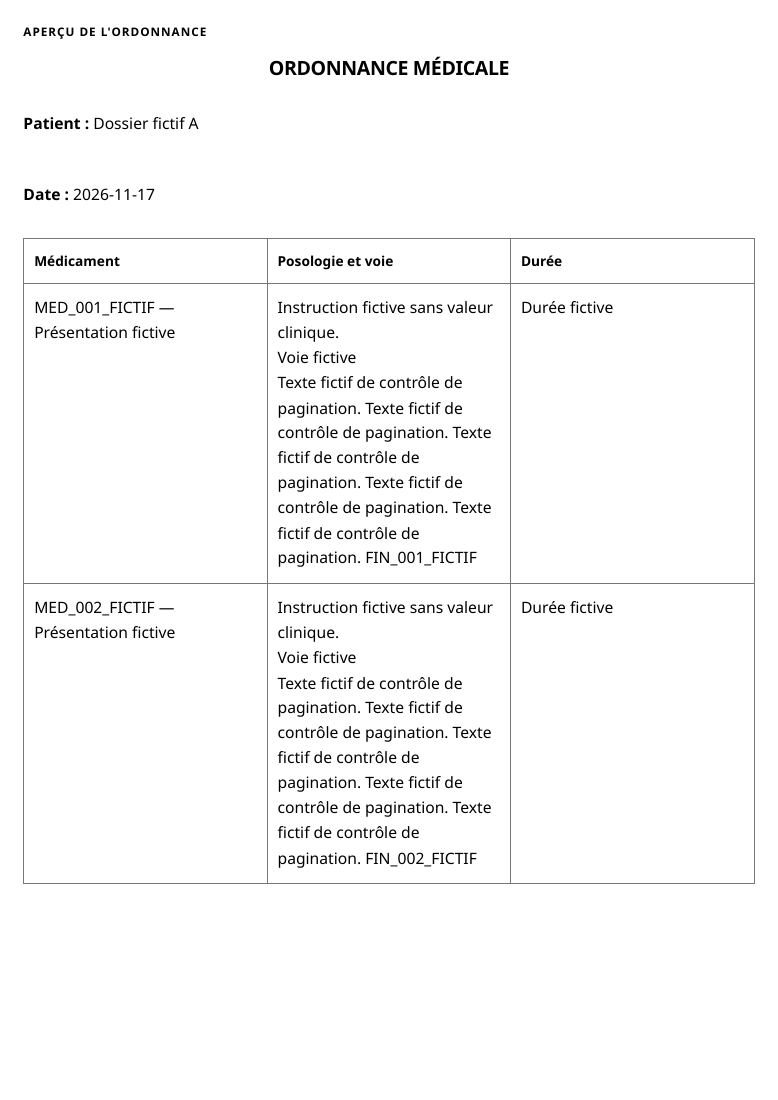 APERÇU DE L'ORDONNANCE
ORDONNANCE MÉDICALE
Patient : Dossier fictif A
Date : 2026-11-17
Médicament
Posologie et voie
Durée
MED_001_FICTIF —
Présentation fictive
Instruction fictive sans valeur
clinique.
Voie fictive
Texte fictif de contrôle de
pagination. Texte fictif de
contrôle de pagination. Texte
fictif de contrôle de
pagination. Texte fictif de
contrôle de pagination. Texte
fictif de contrôle de
pagination. FIN_001_FICTIF
Durée fictive
MED_002_FICTIF —
Présentation fictive
Instruction fictive sans valeur
clinique.
Voie fictive
Texte fictif de contrôle de
pagination. Texte fictif de
contrôle de pagination. Texte
fictif de contrôle de
pagination. Texte fictif de
contrôle de pagination. Texte
fictif de contrôle de
pagination. FIN_002_FICTIF
Durée fictive